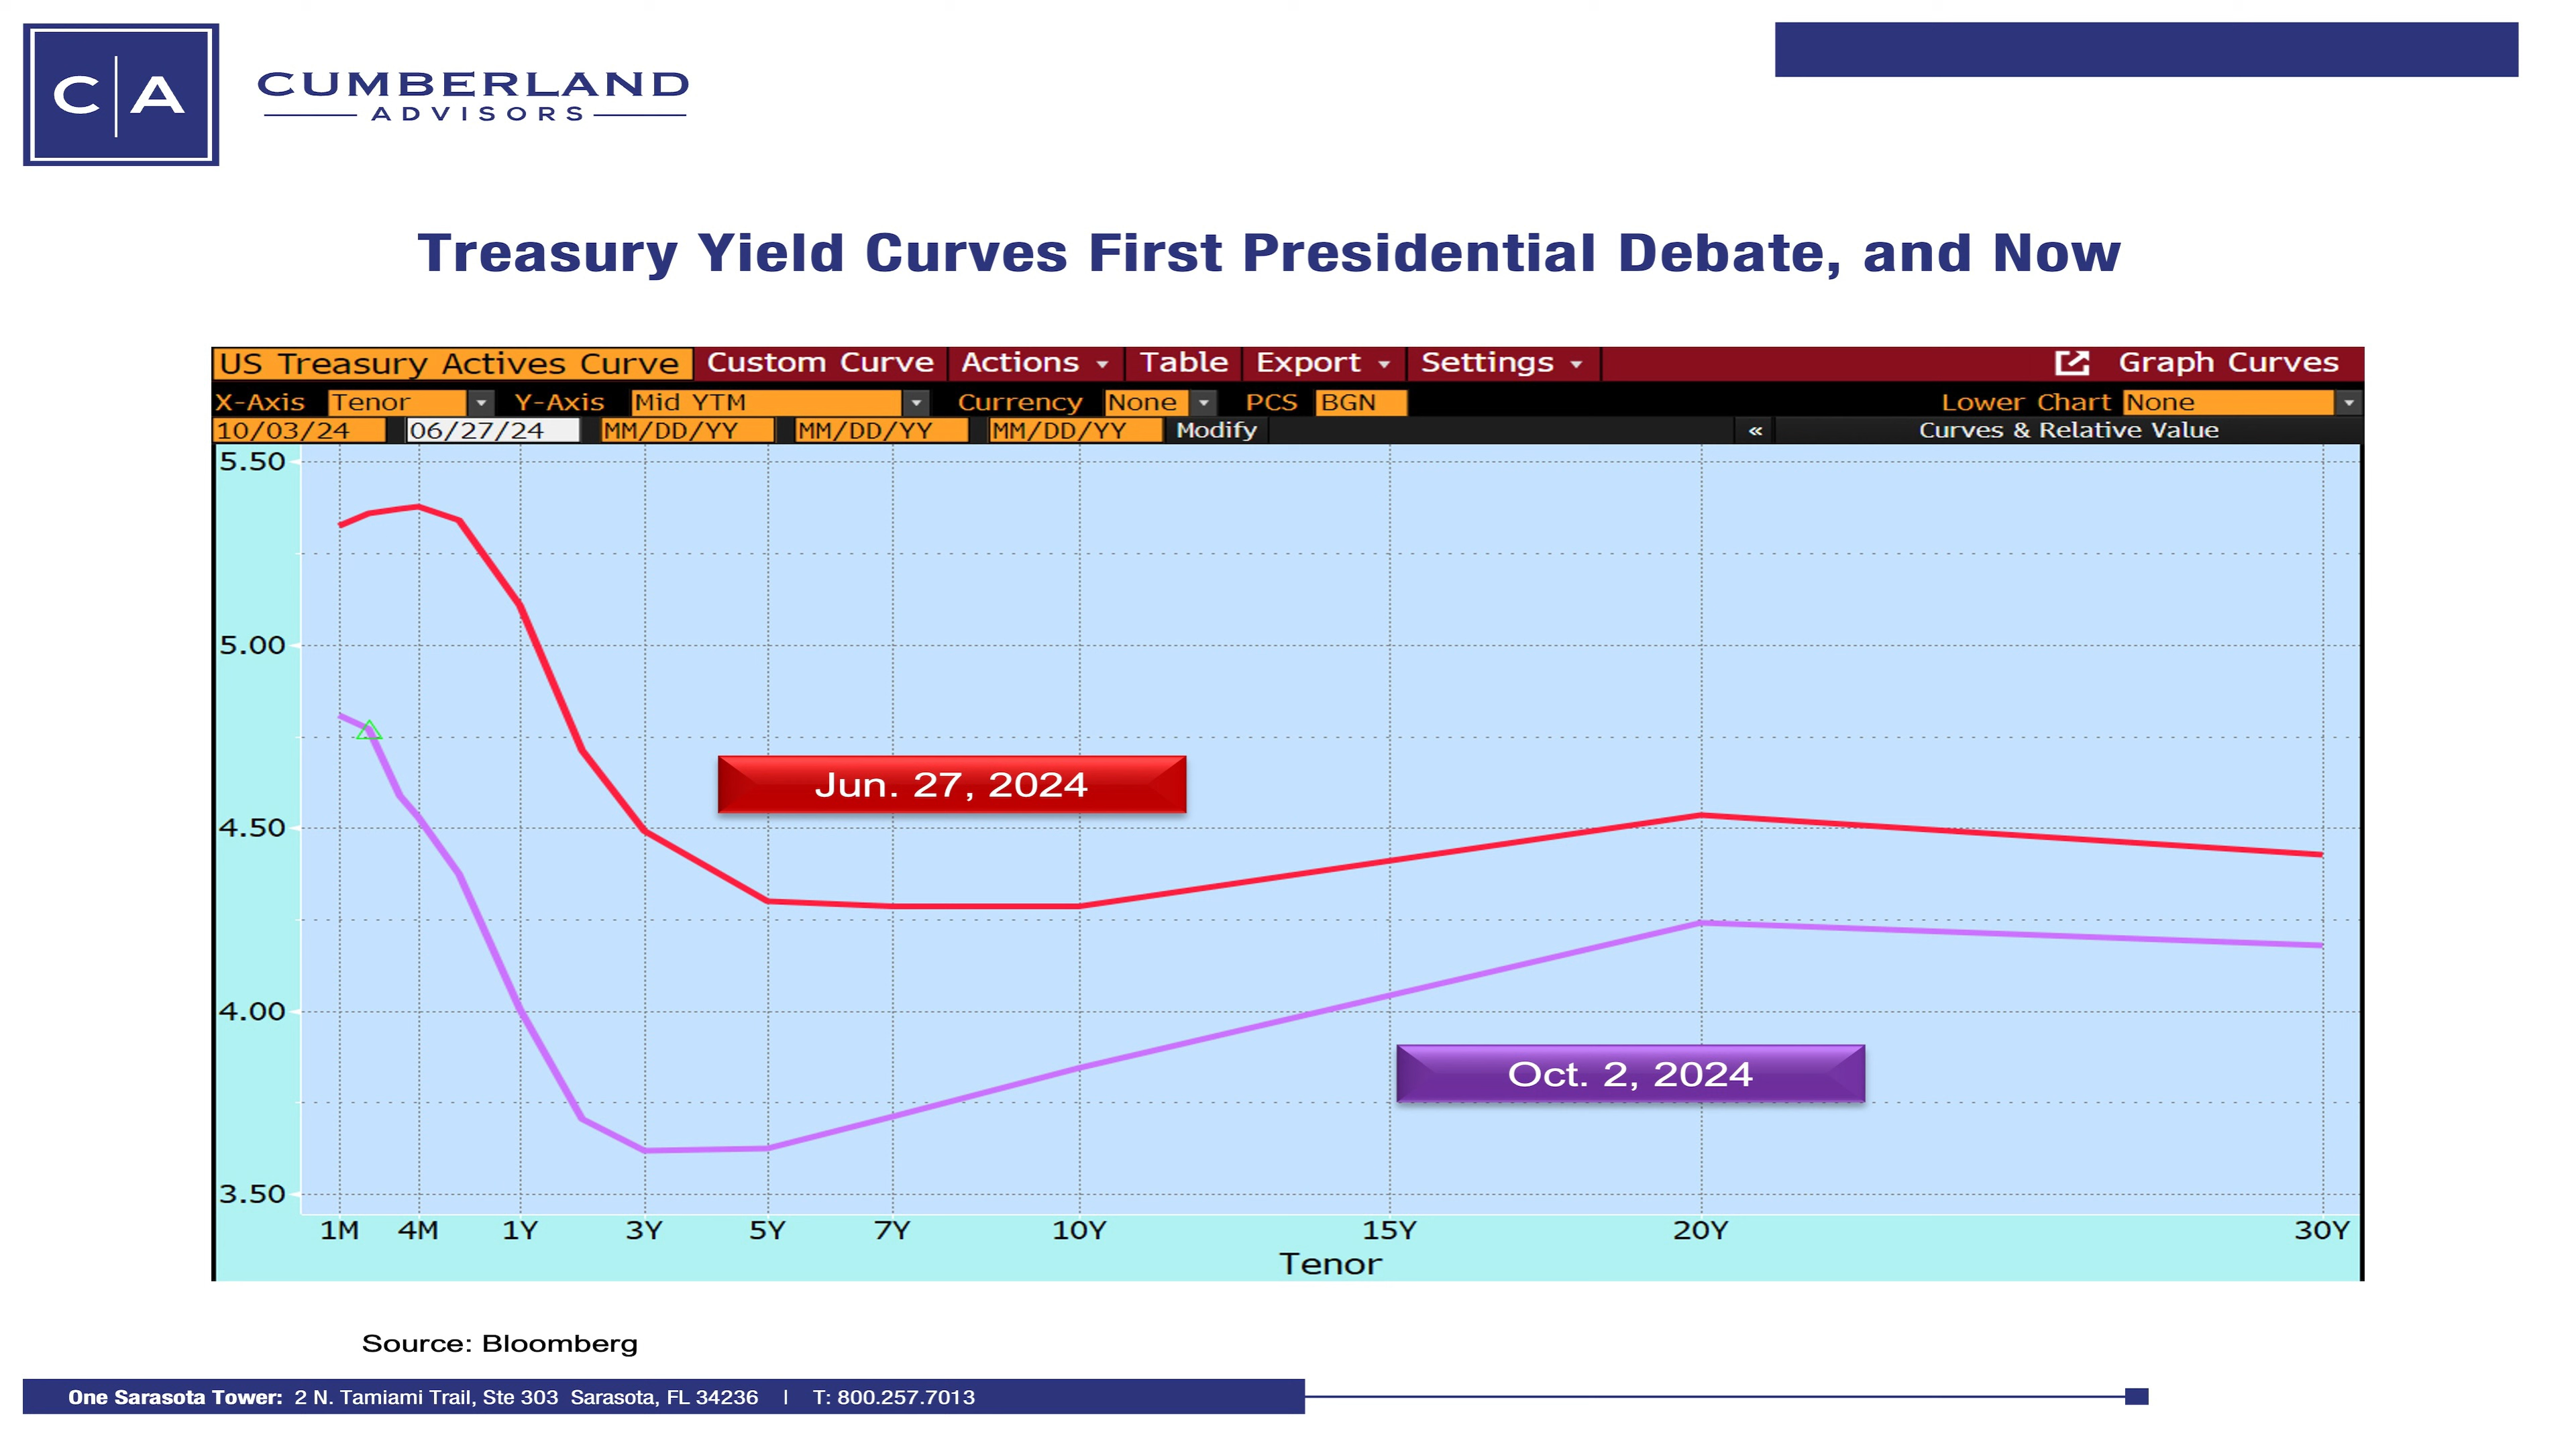 C|A
CUMBERLAND
ADVISORS
Treasury Yield Curves First Presidential Debate, and Now
US Treasury Actives Curve Custom Curve Actions Table Export Settings Graph Curves
X-Axis Tenor Y-Axis Mid YTM Currency None PCS BGN Lower Chart None
10/03/24 06/27/24 MM/DD/YY MM/DD/YY MM/DD/YY Modify « Curves & Relative Value
5.50
5.00
Jun. 27, 2024
4.50
4.00
Oct. 2, 2024
3.50
1M 4M 1Y 3Y 5Y 7Y 10Y 15Y 20Y 30Y
Tenor
Source: Bloomberg
One Sarasota Tower: 2 N. Tamiami Trail, Ste 303 Sarasota, FL 34236 | T: 800.257.7013